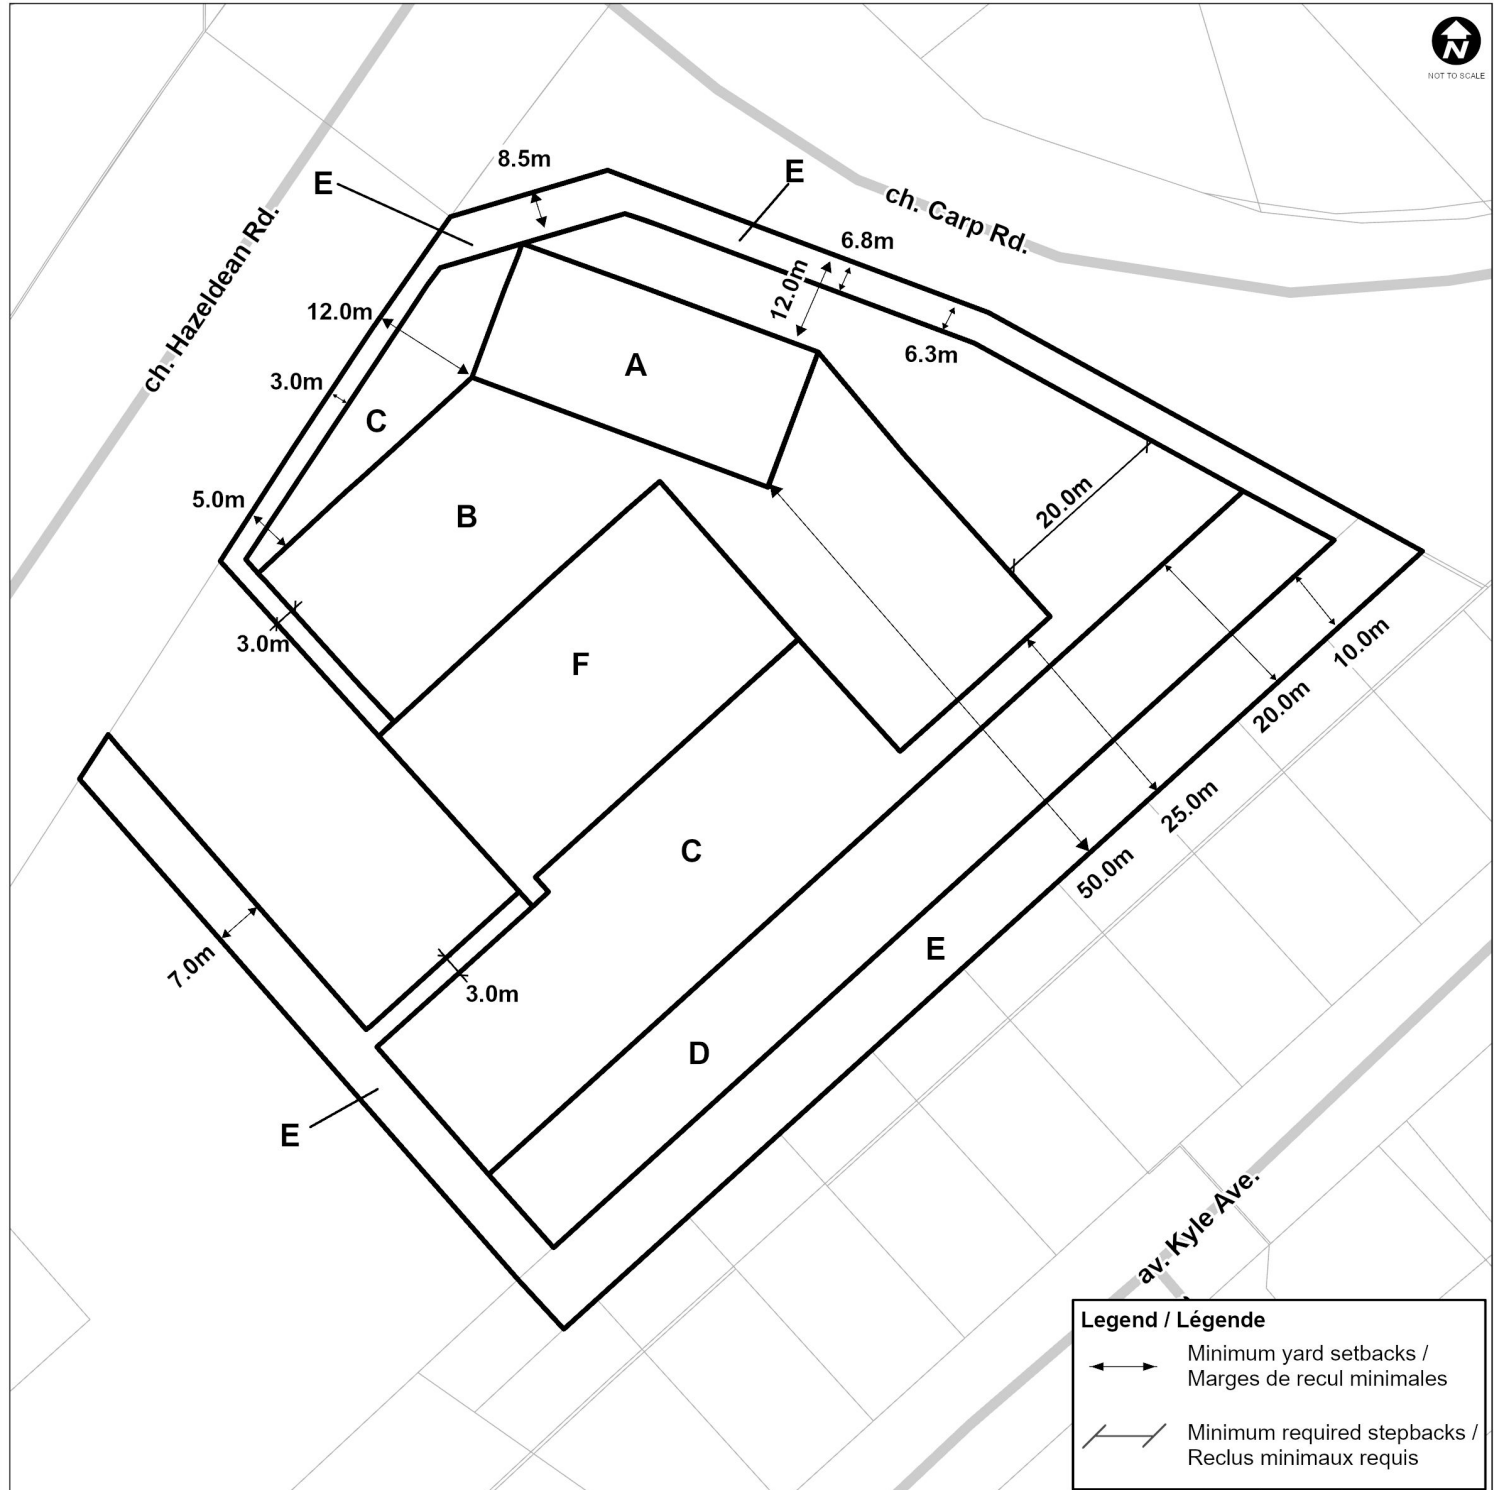 N
NOT TO SCALE
8.5m
E
E
ch. Carp Rd.
ch. Hazeldean Rd.
6.8m
12.0m
12.0m
6.3m
A
3.0m
C
20.0m
5.0m
B
3.0m
F
10.0m
20.0m
25.0m
C
50.0m
E
7.0m
3.0m
D
E
av. Kyle Ave.
Legend / Légende
Minimum yard setbacks /
Marges de recul minimales
Minimum required stepbacks /
Reclus minimaux requis